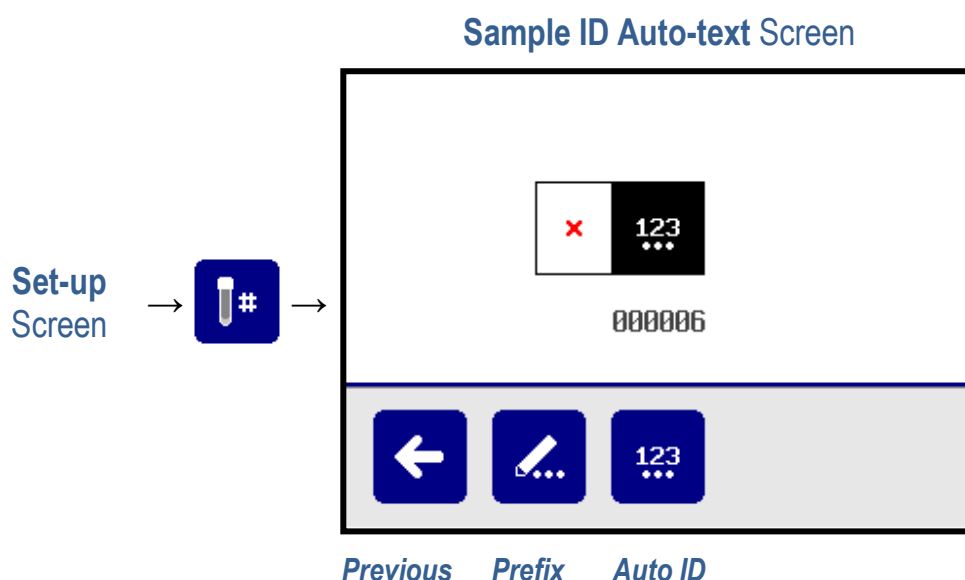 Sample ID Auto-text Screen
Set-up
Screen
→
#
→
× 123
000006
123
Previous Prefix Auto ID